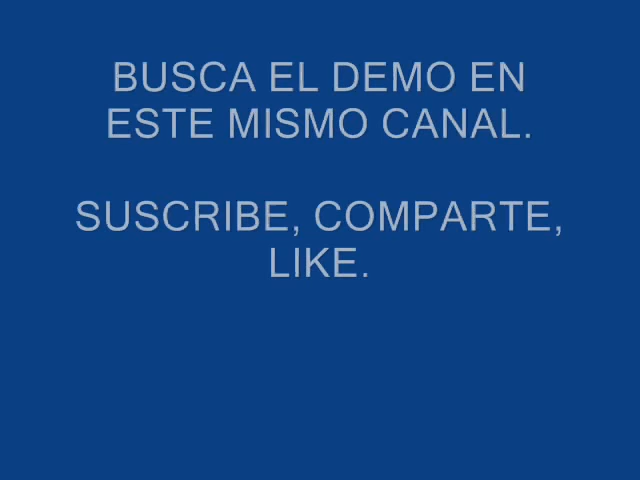 BUSCA EL DEMO EN
ESTE MISMO CANAL.
SUSCRIBE, COMPARTE,
LIKE.